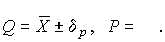 Q = X̅ ± δ_p, P = .